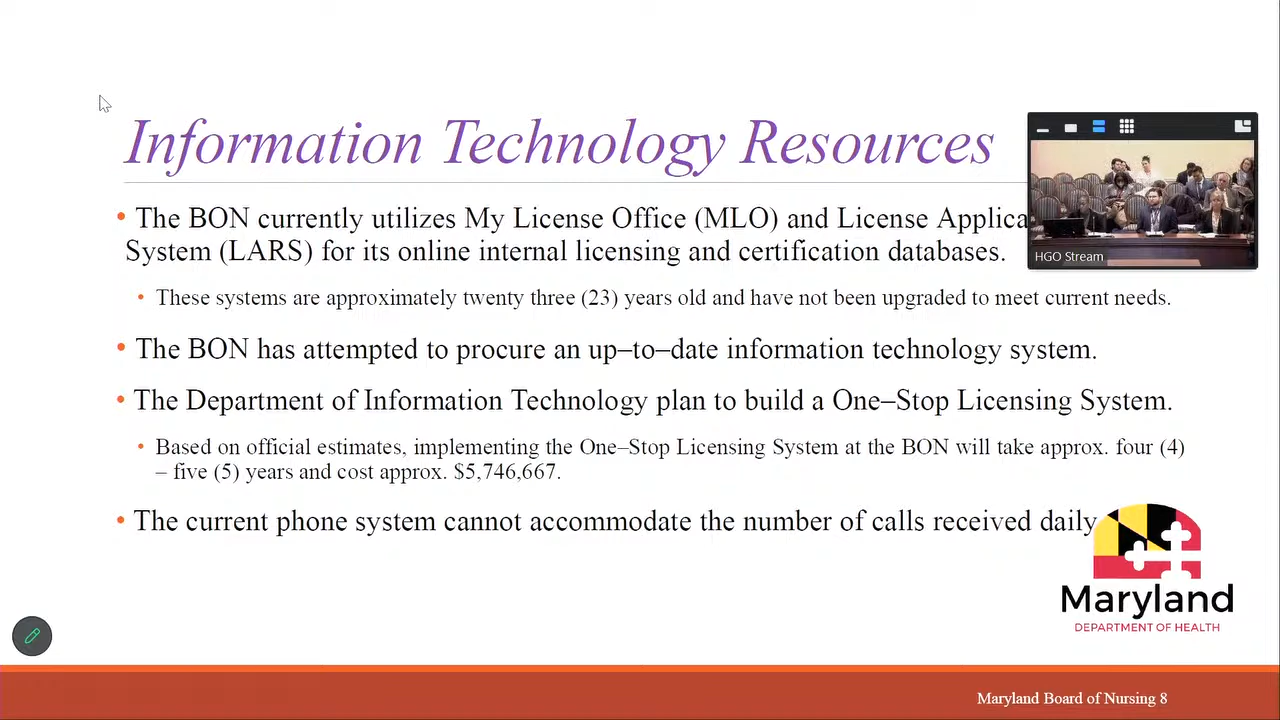 Information Technology Resources
• The BON currently utilizes My License Office (MLO) and License Applica
System (LARS) for its online internal licensing and certification databases.
HGO Stream
• These systems are approximately twenty three (23) years old and have not been upgraded to meet current needs.
• The BON has attempted to procure an up–to–date information technology system.
• The Department of Information Technology plan to build a One–Stop Licensing System.
• Based on official estimates, implementing the One–Stop Licensing System at the BON will take approx. four (4)
– five (5) years and cost approx. $5,746,667.
• The current phone system cannot accommodate the number of calls received daily
Maryland
DEPARTMENT OF HEALTH
Maryland Board of Nursing 8